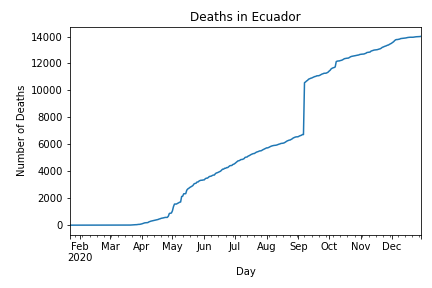 Deaths in Ecuador
Number of Deaths
14000
12000
10000
8000
6000
4000
2000
0
Feb Mar Apr May Jun Jul Aug Sep Oct Nov Dec
2020
Day